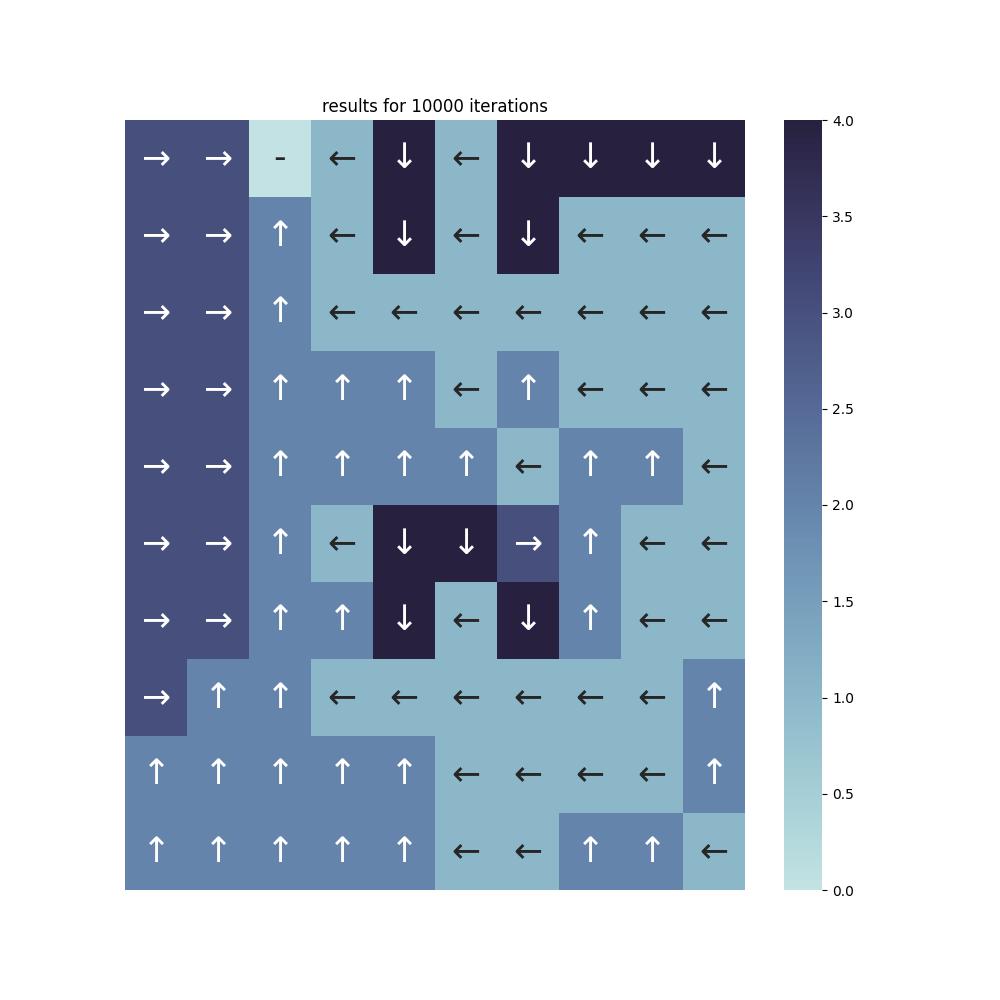 results for 10000 iterations
→ → - ← ↓ ← ↓ ↓ ↓ ↓
→ → ↑ ← ↓ ← ↓ ← ← ←
→ → ↑ ← ← ← ← ← ← ←
→ → ↑ ↑ ↑ ← ↑ ← ← ←
→ → ↑ ↑ ↑ ↑ ← ↑ ↑ ←
→ → ↑ ← ↓ ↓ → ↑ ← ←
→ → ↑ ↑ ↓ ← ↓ ↑ ← ←
→ ↑ ↑ ← ← ← ← ← ← ↑
↑ ↑ ↑ ↑ ↑ ← ← ← ← ↑
↑ ↑ ↑ ↑ ↑ ← ← ↑ ↑ ←
4.0
3.5
3.0
2.5
2.0
1.5
1.0
0.5
0.0